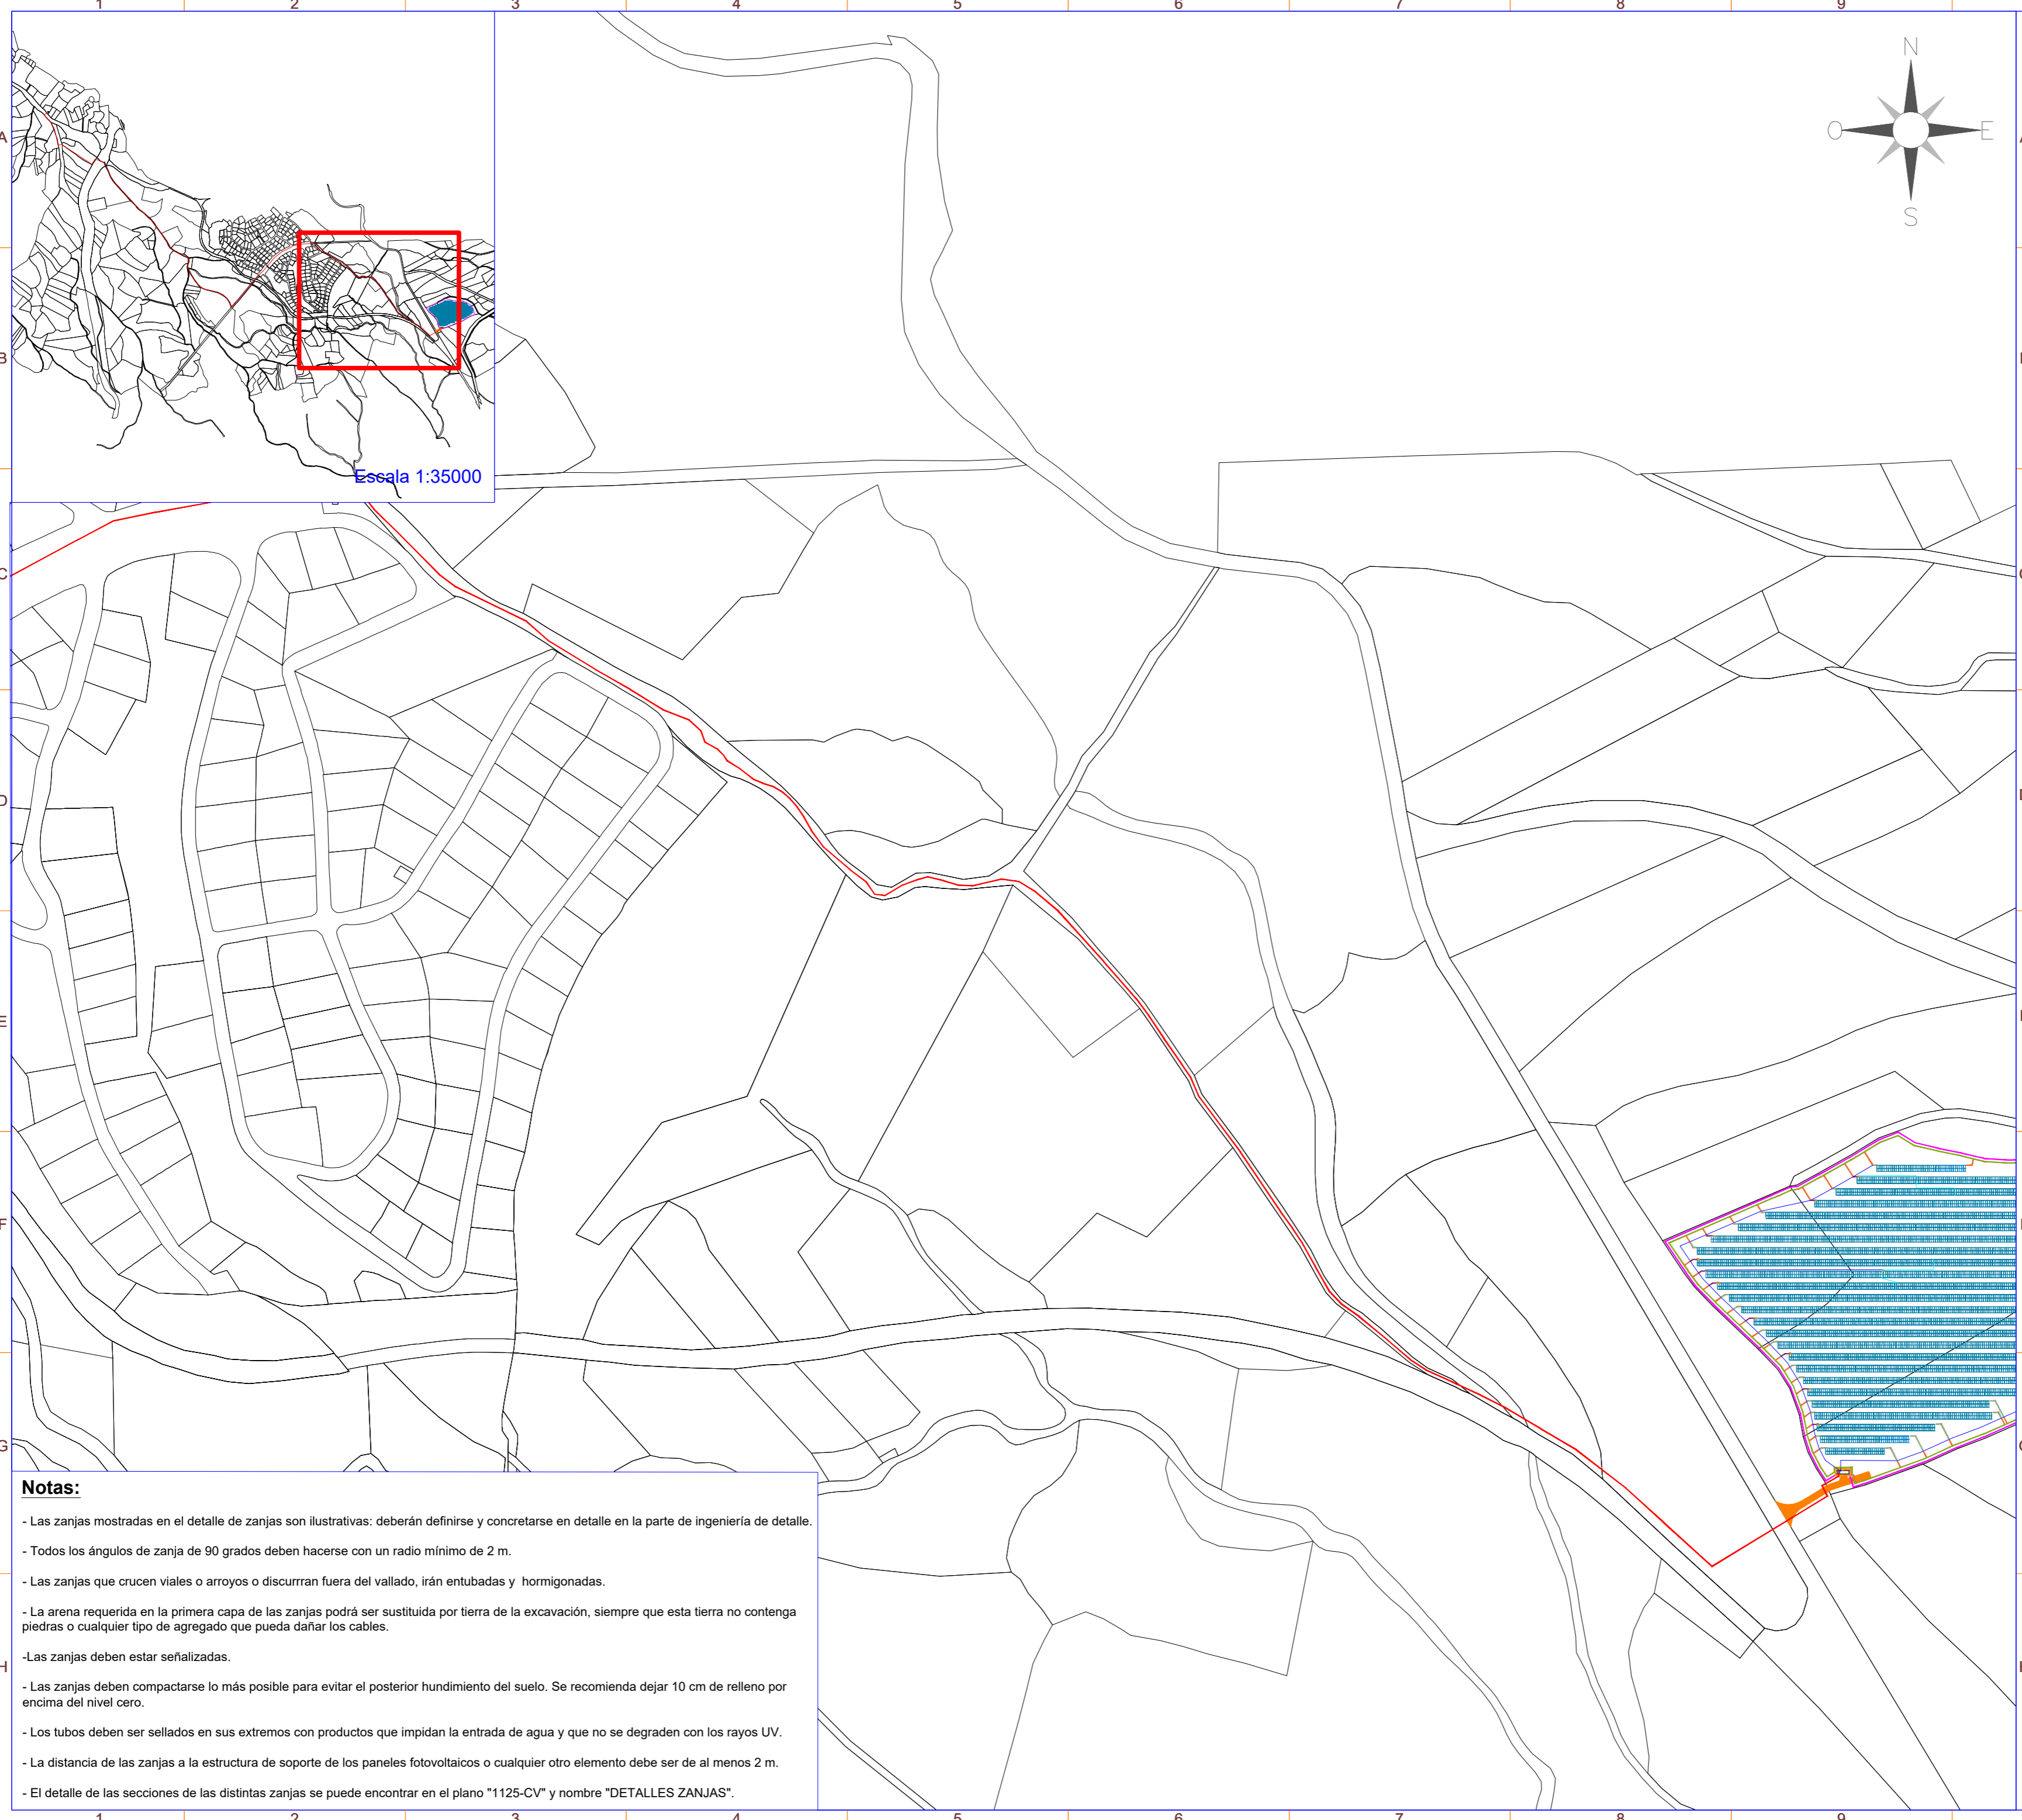 1 2 3 4 5 6 7 8 9
N
A
O E
S
B
Escala 1:35000
C
D
E
F
G
Notas:
- Las zanjas mostradas en el detalle de zanjas son ilustrativas: deberán definirse y concretarse en detalle en la parte de ingeniería de detalle.
- Todos los ángulos de zanja de 90 grados deben hacerse con un radio mínimo de 2 m.
- Las zanjas que crucen viales o arroyos o discurrran fuera del vallado, irán entubadas y hormigonadas.
- La arena requerida en la primera capa de las zanjas podrá ser sustituida por tierra de la excavación, siempre que esta tierra no contenga
piedras o cualquier tipo de agregado que pueda dañar los cables.
-Las zanjas deben estar señalizadas.
H
- Las zanjas deben compactarse lo más posible para evitar el posterior hundimiento del suelo. Se recomienda dejar 10 cm de relleno por
encima del nivel cero.
- Los tubos deben ser sellados en sus extremos con productos que impidan la entrada de agua y que no se degraden con los rayos UV.
- La distancia de las zanjas a la estructura de soporte de los paneles fotovoltaicos o cualquier otro elemento debe ser de al menos 2 m.
- El detalle de las secciones de las distintas zanjas se puede encontrar en el plano "1125-CV" y nombre "DETALLES ZANJAS".
1 2 3 4 5 6 7 8 9